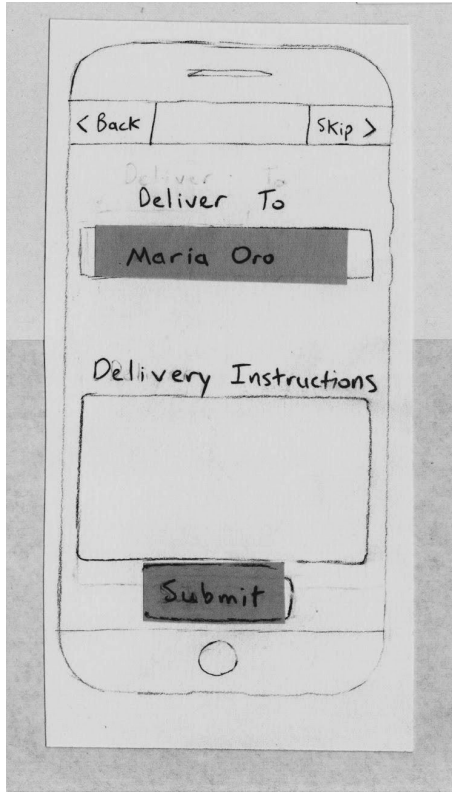 < Back
Skip >
Deliver To
Maria Oro
Delivery Instructions
Submit